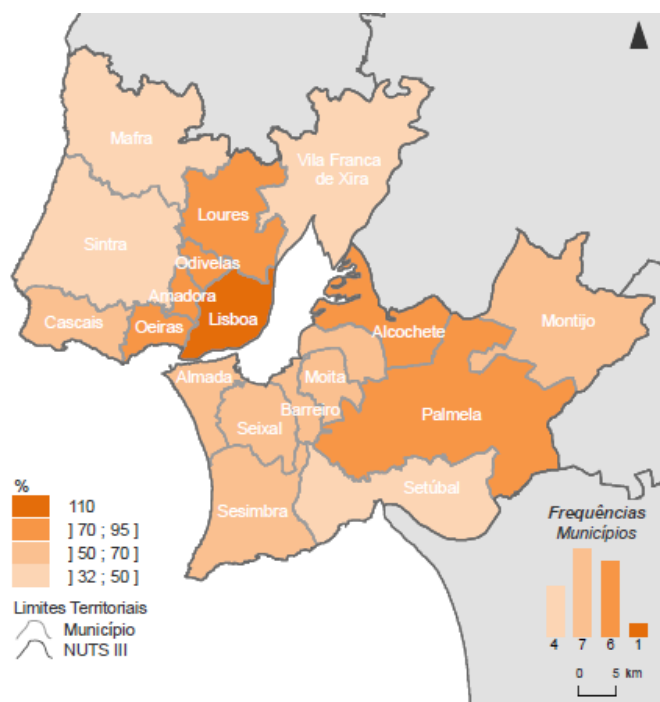 Mafra
Vila Franca
de Xira
Loures
Sintra
Odivelas
Amadora
Cascais
Oeiras
Lisboa
Alcochete
Montijo
Almada
Moita
Barreiro
Seixal
Palmela
Sesimbra
Setúbal
%
110
] 70 ; 95 ]
] 50 ; 70 ]
] 32 ; 50 ]
Limites Territoriais
Município
NUTS III
Frequências
Municípios
4 7 6 1
0 5 km